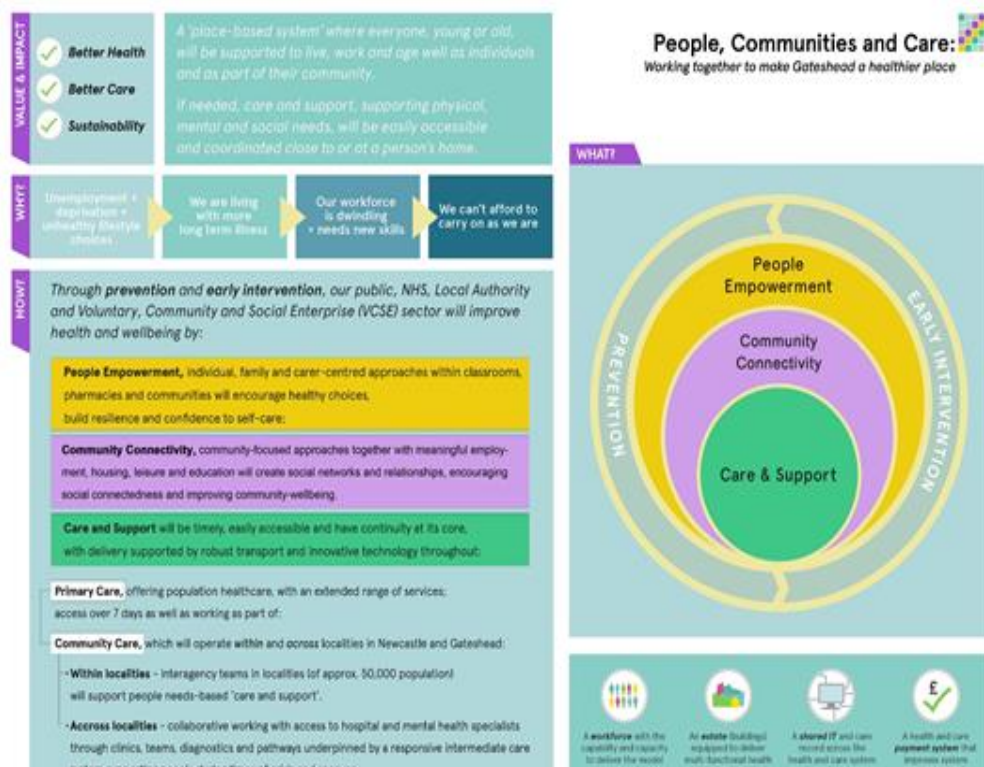 VALUE & IMPACT
Better Health
Better Care
Sustainability
A 'place-based system' where everyone, young or old,
will be supported to live, work and age well as individuals
and as part of their community.
If needed, care and support, supporting physical,
mental and social needs, will be easily accessible
and coordinated close to or at a person's home.
People, Communities and Care:
Working together to make Gateshead a healthier place
WHY?
Unemployment +
deprivation +
unhealthy lifestyle
choices
We are living
with more
long term illness
Our workforce
is dwindling
+ needs new skills
We can't afford to
carry on as we are
HOW?
Through prevention and early intervention, our public, NHS, Local Authority
and Voluntary, Community and Social Enterprise (VCSE) sector will improve
health and wellbeing by:
People Empowerment, individual, family and carer-centred approaches within classrooms,
pharmacies and communities will encourage healthy choices,
build resilience and confidence to self-care;
Community Connectivity, community-focused approaches together with meaningful employ-
ment, housing, leisure and education will create social networks and relationships, encouraging
social connectedness and improving community-wellbeing.
Care and Support will be timely, easily accessible and have continuity at its core,
with delivery supported by robust transport and innovative technology throughout:
Primary Care, offering population healthcare, with an extended range of services;
access over 7 days as well as working as part of:
Community Care, which will operate within and across localities in Newcastle and Gateshead:
- Within localities - interagency teams in localities (of approx. 50,000 population)
will support people needs-based 'care and support'.
- Accross localities - collaborative working with access to hospital and mental health specialists
through clinics, teams, diagnostics and pathways underpinned by a responsive intermediate care
WHAT?
PREVENTION
EARLY INTERVENTION
People
Empowerment
Community
Connectivity
Care & Support
A workforce with the
capability and capacity
to deliver the model
An estate (buildings)
equipped to deliver
multi-functional health
A shared IT and care
record across the
health and care system
£
A health and care
payment system that
improves system